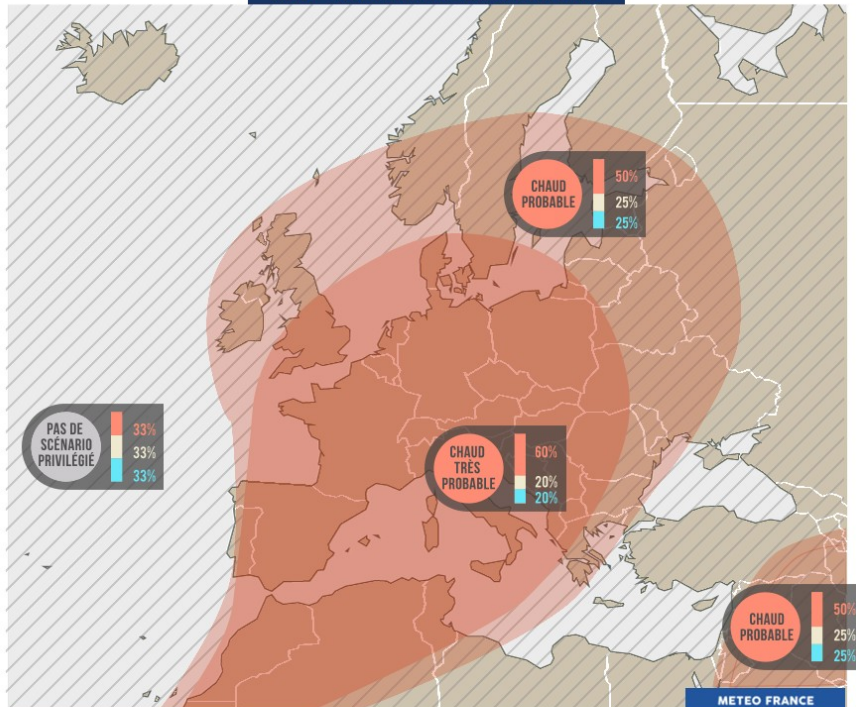 CHAUD
PROBABLE
50%
25%
25%
PAS DE
SCÉNARIO
PRIVILÉGIÉ
33%
33%
33%
CHAUD
TRÈS
PROBABLE
60%
20%
20%
CHAUD
PROBABLE
50%
25%
25%
METEO FRANCE